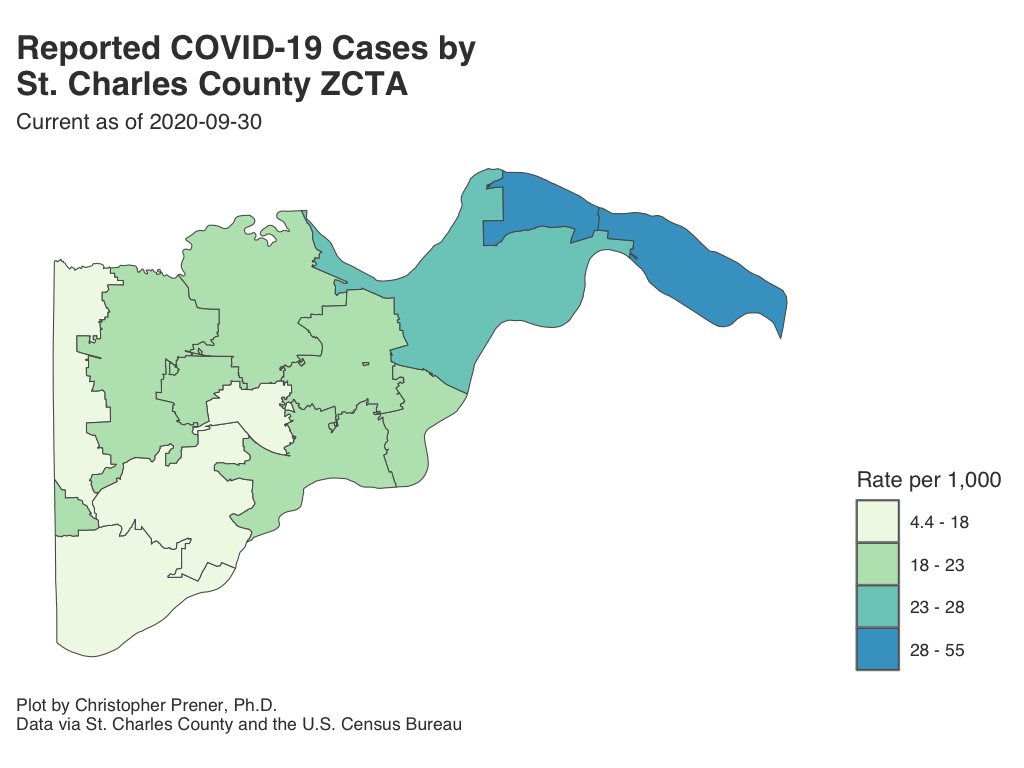 Reported COVID-19 Cases by
St. Charles County ZCTA
Current as of 2020-09-30
Rate per 1,000
4.4 - 18
18 - 23
23 - 28
28 - 55
Plot by Christopher Prener, Ph.D.
Data via St. Charles County and the U.S. Census Bureau